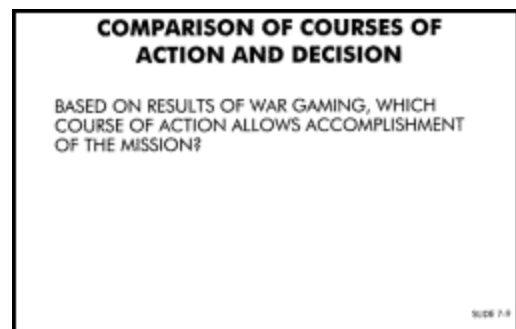 COMPARISON OF COURSES OF
ACTION AND DECISION
BASED ON RESULTS OF WAR GAMING, WHICH
COURSE OF ACTION ALLOWS ACCOMPLISHMENT
OF THE MISSION?
SLIDE 7-9